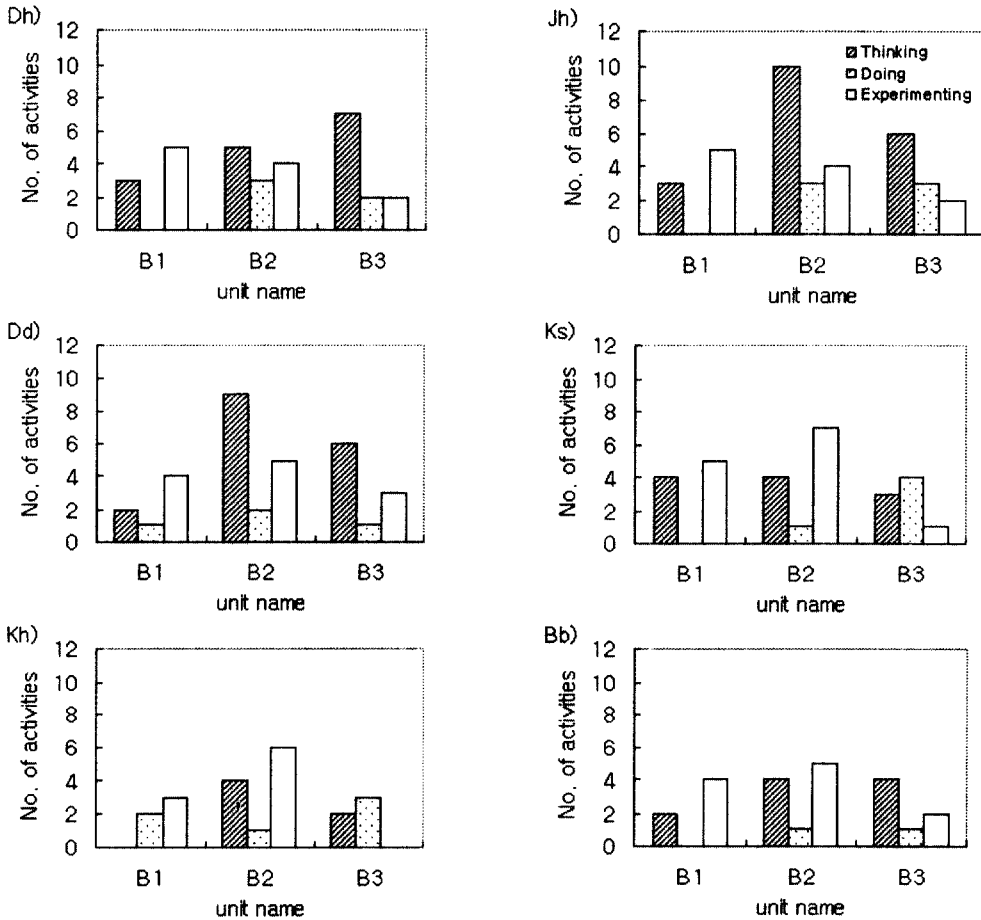 Dh)
No. of activities
12
10
8
6
4
2
0
B1 B2 B3
unit name
Jh)
No. of activities
12
10
8
6
4
2
0
Thinking
Doing
Experimenting
B1 B2 B3
unit name
Dd)
No. of activities
12
10
8
6
4
2
0
B1 B2 B3
unit name
Ks)
No. of activities
12
10
8
6
4
2
0
B1 B2 B3
unit name
Kh)
No. of activities
12
10
8
6
4
2
0
B1 B2 B3
unit name
Bb)
No. of activities
12
10
8
6
4
2
0
B1 B2 B3
unit name